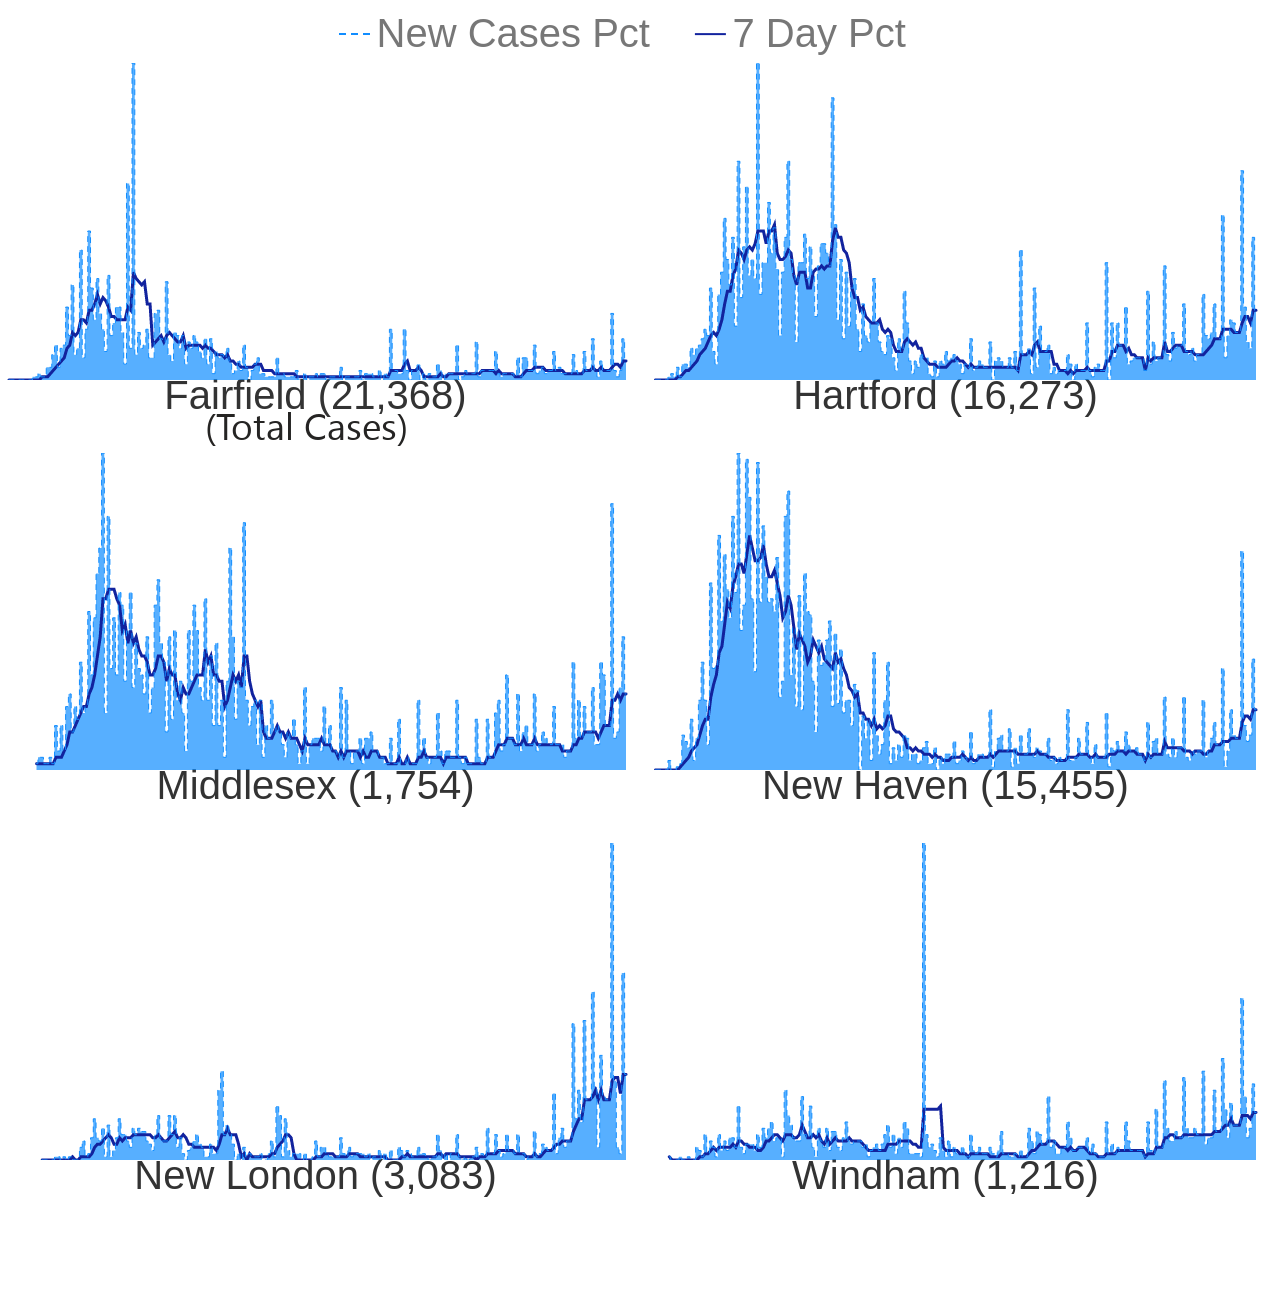 New Cases Pct 7 Day Pct
Fairfield (21,368) Hartford (16,273)
(Total Cases)
Middlesex (1,754) New Haven (15,455)
New London (3,083) Windham (1,216)